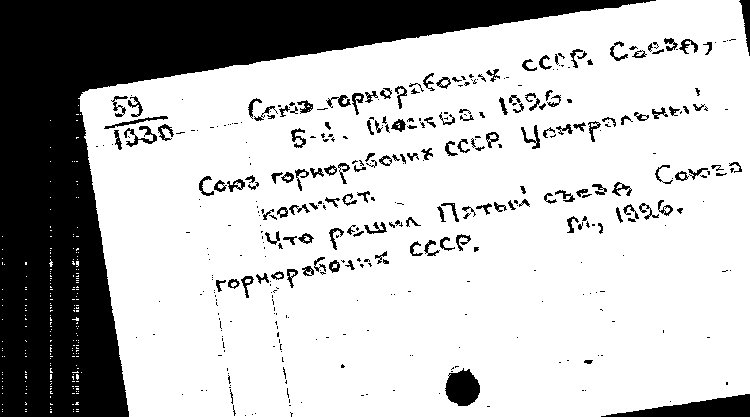 59
1930
Союз горнорабочих СССР. Съезд,
5-й. Москва. 1926.
Союз горнорабочих СССР. Центральный
комитет.
Что решил Пятый съезд Союза
горнорабочих СССР. М., 1926.